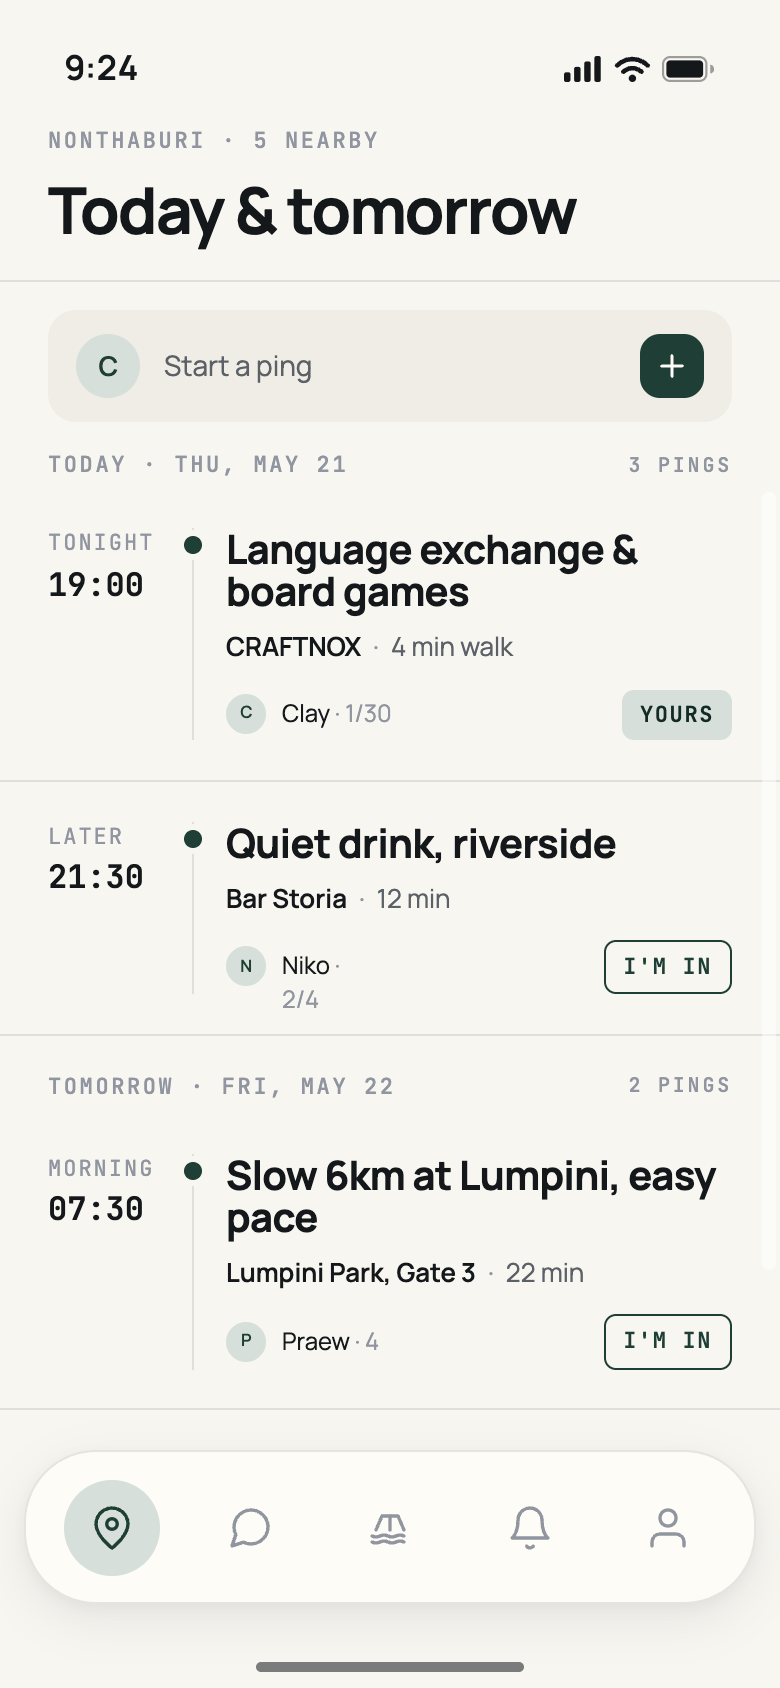 9:24
NONTHABURI · 5 NEARBY
Today & tomorrow
C Start a ping
TODAY · THU, MAY 21 3 PINGS
TONIGHT
19:00
Language exchange &
board games
CRAFTNOX · 4 min walk
C Clay · 1/30 YOURS
LATER
21:30
Quiet drink, riverside
Bar Storia · 12 min
N Niko · I'M IN
2/4
TOMORROW · FRI, MAY 22 2 PINGS
MORNING
07:30
Slow 6km at Lumpini, easy
pace
Lumpini Park, Gate 3 · 22 min
P Praew · 4 I'M IN